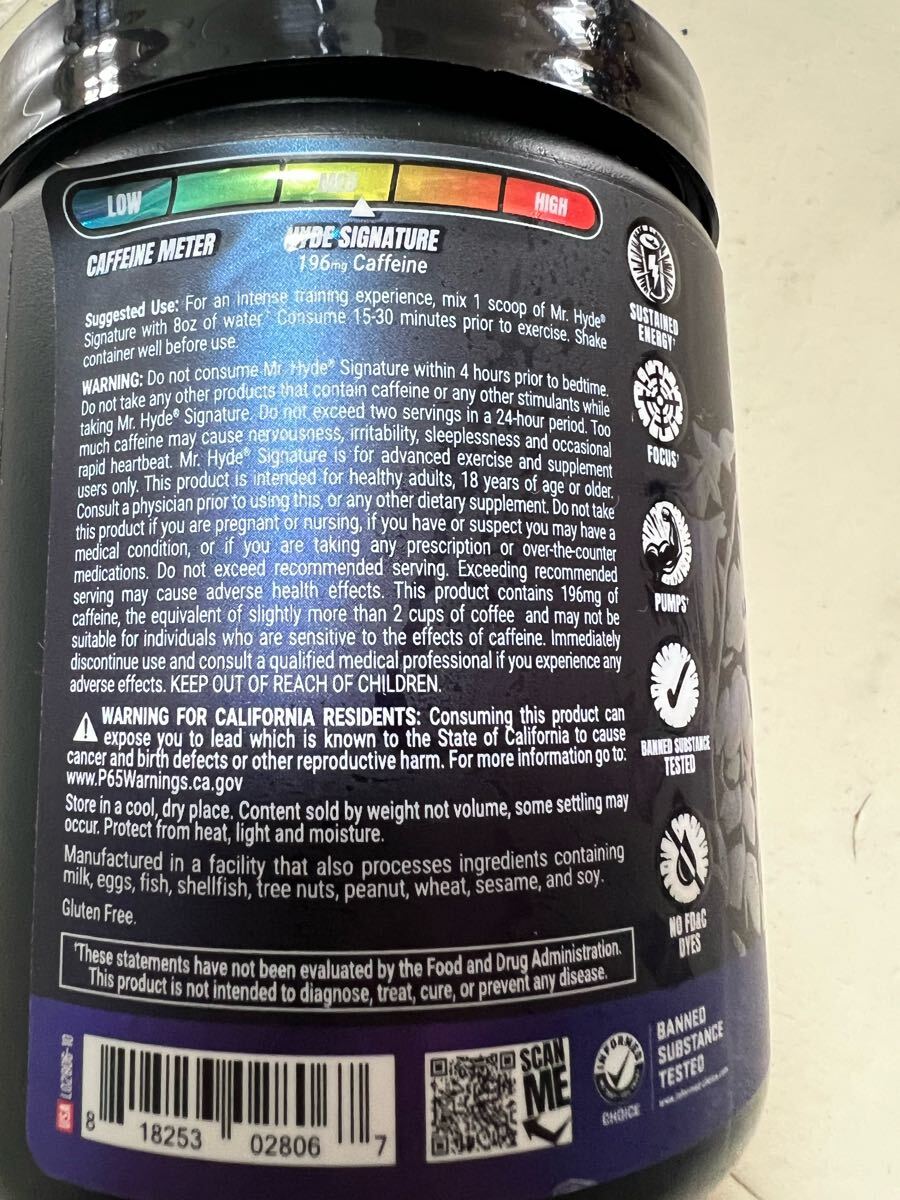 LOW
MOD
HIGH
CAFFEINE METER
HYDE SIGNATURE
196mg Caffeine
Suggested Use: For an intense training experience, mix 1 scoop of Mr. Hyde®
Signature with 8oz of water.† Consume 15-30 minutes prior to exercise. Shake
container well before use.
WARNING: Do not consume Mr. Hyde® Signature within 4 hours prior to bedtime.
Do not take any other products that contain caffeine or any other stimulants while
taking Mr. Hyde® Signature. Do not exceed two servings in a 24-hour period. Too
much caffeine may cause nervousness, irritability, sleeplessness and occasional
rapid heartbeat. Mr. Hyde® Signature is for advanced exercise and supplement
users only. This product is intended for healthy adults, 18 years of age or older.
Consult a physician prior to using this, or any other dietary supplement. Do not take
this product if you are pregnant or nursing, if you have or suspect you may have a
medical condition, or if you are taking any prescription or over-the-counter
medications. Do not exceed recommended serving. Exceeding recommended
serving may cause adverse health effects. This product contains 196mg of
caffeine, the equivalent of slightly more than 2 cups of coffee and may not be
suitable for individuals who are sensitive to the effects of caffeine. Immediately
discontinue use and consult a qualified medical professional if you experience any
adverse effects. KEEP OUT OF REACH OF CHILDREN.
WARNING FOR CALIFORNIA RESIDENTS: Consuming this product can
expose you to lead which is known to the State of California to cause
cancer and birth defects or other reproductive harm. For more information go to:
www.P65Warnings.ca.gov
Store in a cool, dry place. Content sold by weight not volume, some settling may
occur. Protect from heat, light and moisture.
Manufactured in a facility that also processes ingredients containing
milk, eggs, fish, shellfish, tree nuts, peanut, wheat, sesame, and soy.
Gluten Free.
†These statements have not been evaluated by the Food and Drug Administration.
This product is not intended to diagnose, treat, cure, or prevent any disease.
SUSTAINED
ENERGY†
FOCUS†
PUMPS†
BANNED SUBSTANCE
TESTED
NO FD&C
DYES
8 18253 02806 7
SCAN
ME
INFORMED
CHOICE
BANNED
SUBSTANCE
TESTED